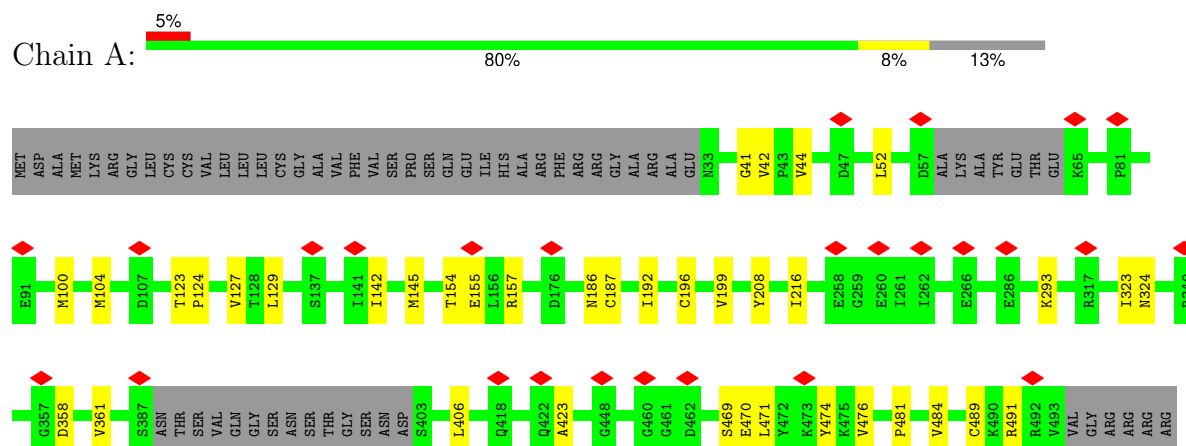 5%
Chain A:
80% 8% 13%
MET ASP ALA MET LYS ARG GLY LEU CYS CYS VAL LEU LEU LEU CYS GLY ALA VAL PHE VAL SER PRO SER GLN GLU ILE HIS ALA ARG PHE ARG ARG GLY ALA ARG ALA GLU N33 G41 V42 P43 V44 D47 L52 D57 ALA LYS ALA TYR GLU THR GLU K65 P81
E91 M100 M104 D107 T123 P124 V127 T128 L129 S137 I141 I142 M145 T154 E155 L156 R157 D176 N186 C187 I192 C196 V199 Y208 I216 E258 G259 E260 I261 I262 E266 E286 K293 R317 I323 N324
G357 D358 V361 S387 ASN THR SER VAL GLN GLY SER ASN SER THR GLY SER ASN ASP S403 L406 Q418 Q422 A423 G448 G460 G461 D462 S469 E470 L471 Y472 K473 Y474 K475 V476 P481 V484 C489 K490 R491 R492 V493 VAL GLY ARG ARG ARG ARG